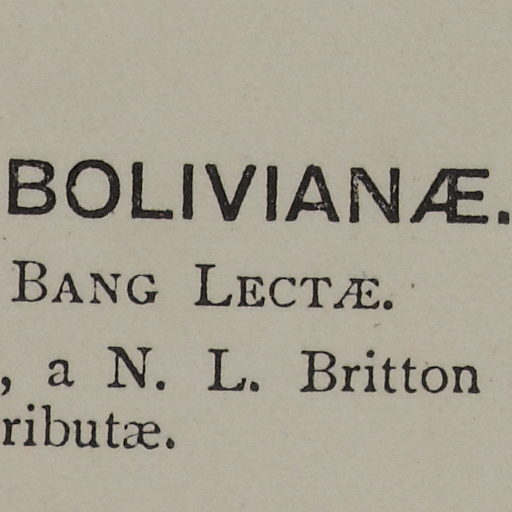 BOLIVIANÆ.
BANG LECTÆ.
, a N. L. Britton
ributæ.